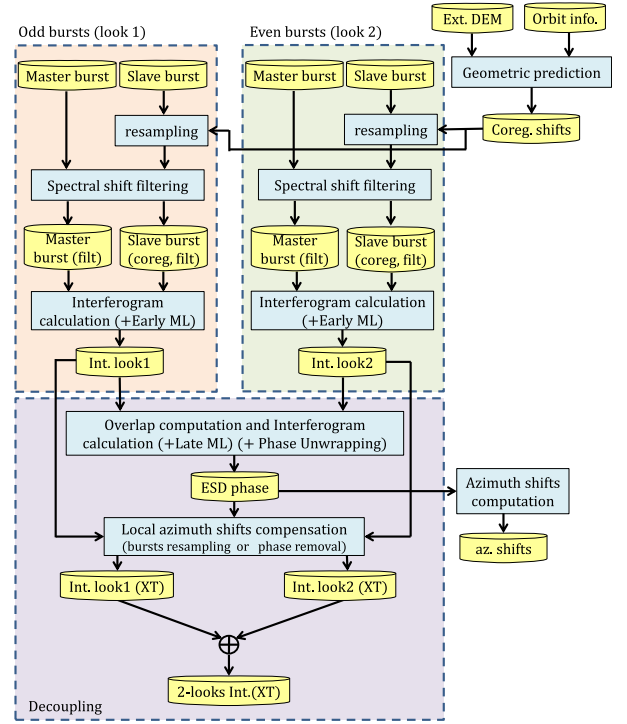 Ext. DEM
Orbit info.
Geometric prediction
Coreg. shifts
Odd bursts (look 1)
Master burst
Slave burst
resampling
Spectral shift filtering
Master
burst (filt)
Slave burst
(coreg, filt)
Interferogram
calculation (+Early ML)
Int. look1
Even bursts (look 2)
Master burst
Slave burst
resampling
Spectral shift filtering
Master
burst (filt)
Slave burst
(coreg, filt)
Interferogram calculation
(+Early ML)
Int. look2
Overlap computation and Interferogram
calculation (+Late ML) (+ Phase Unwrapping)
ESD phase
Azimuth shifts
computation
az. shifts
Local azimuth shifts compensation
(bursts resampling or phase removal)
Int. look1 (XT)
Int. look2 (XT)
2-looks Int.(XT)
Decoupling